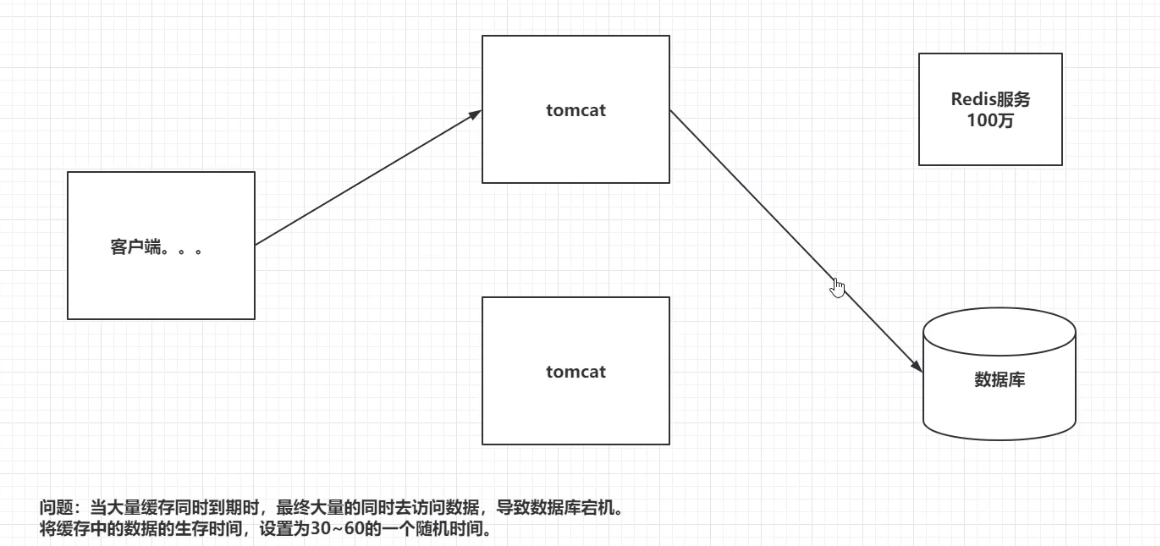 tomcat
Redis服务
100万
客户端。。。
tomcat
数据库
问题：当大量缓存同时到期时，最终大量的同时去访问数据，导致数据库宕机。
将缓存中的数据的生存时间，设置为30~60的一个随机时间。